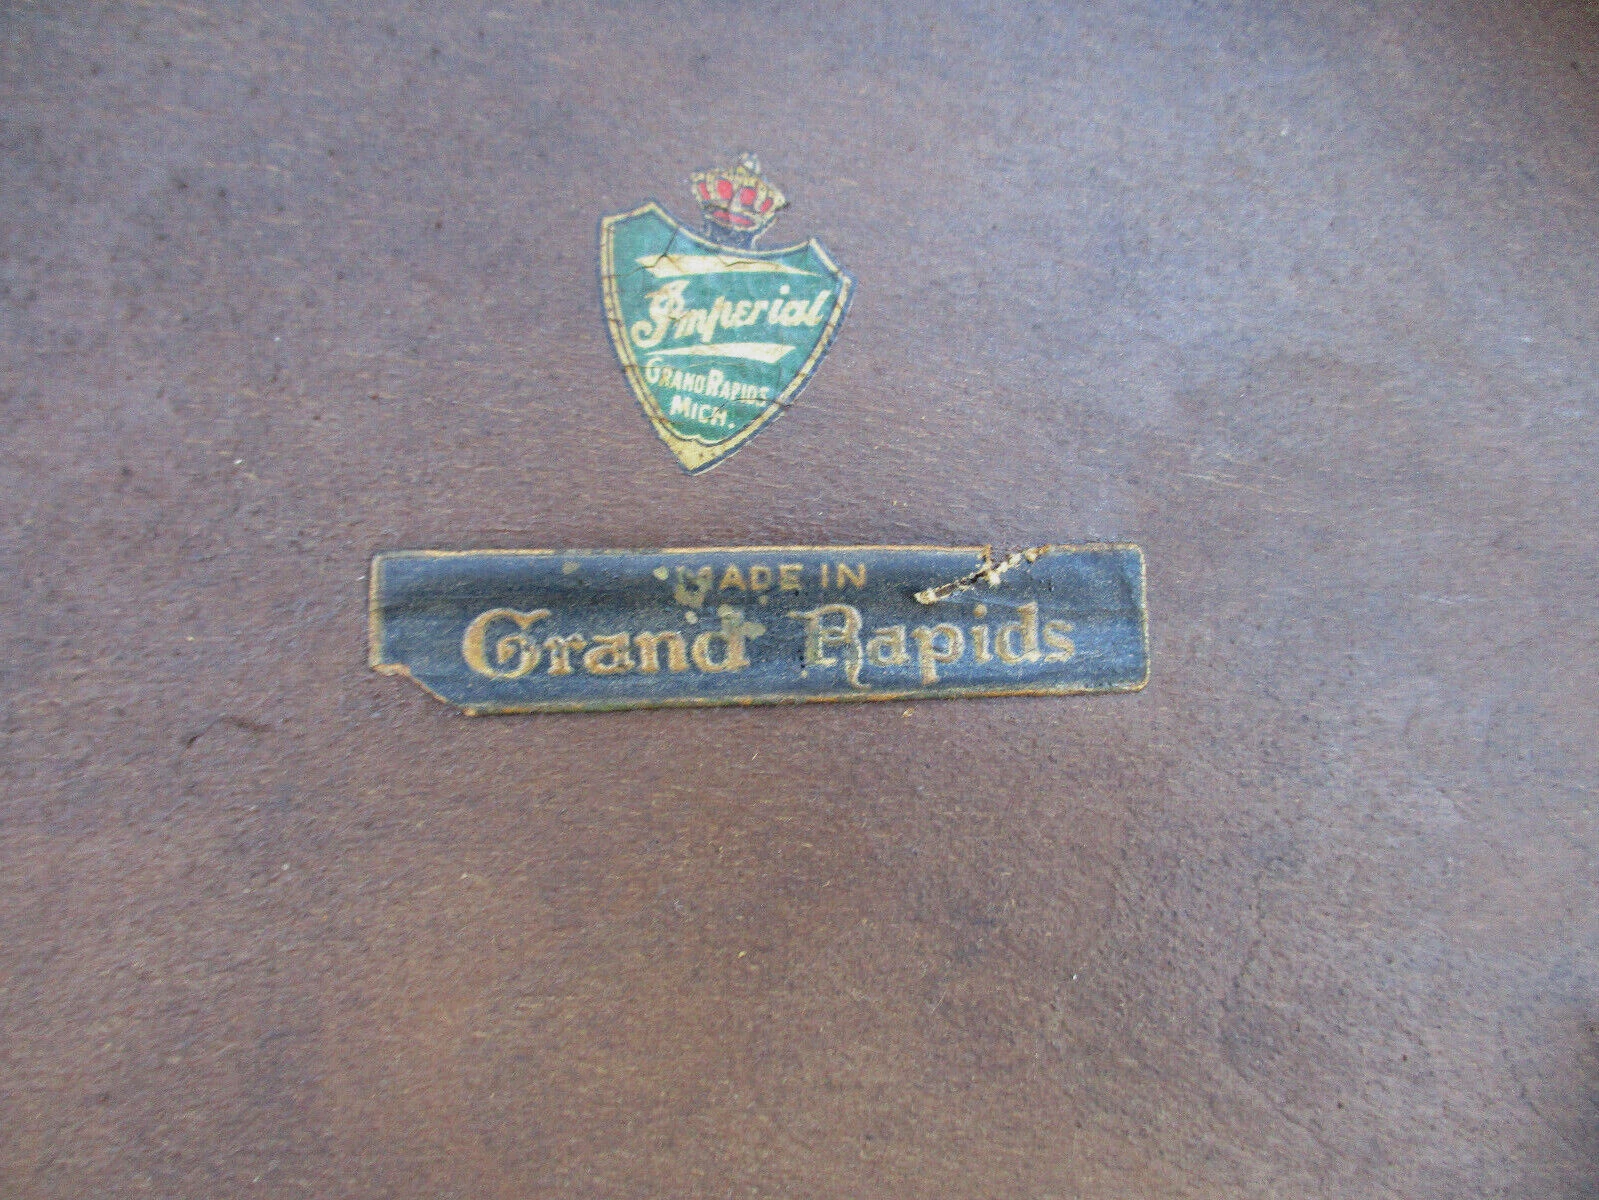 Imperial
GRAND RAPIDS
MICH.
MADE IN
Grand Rapids